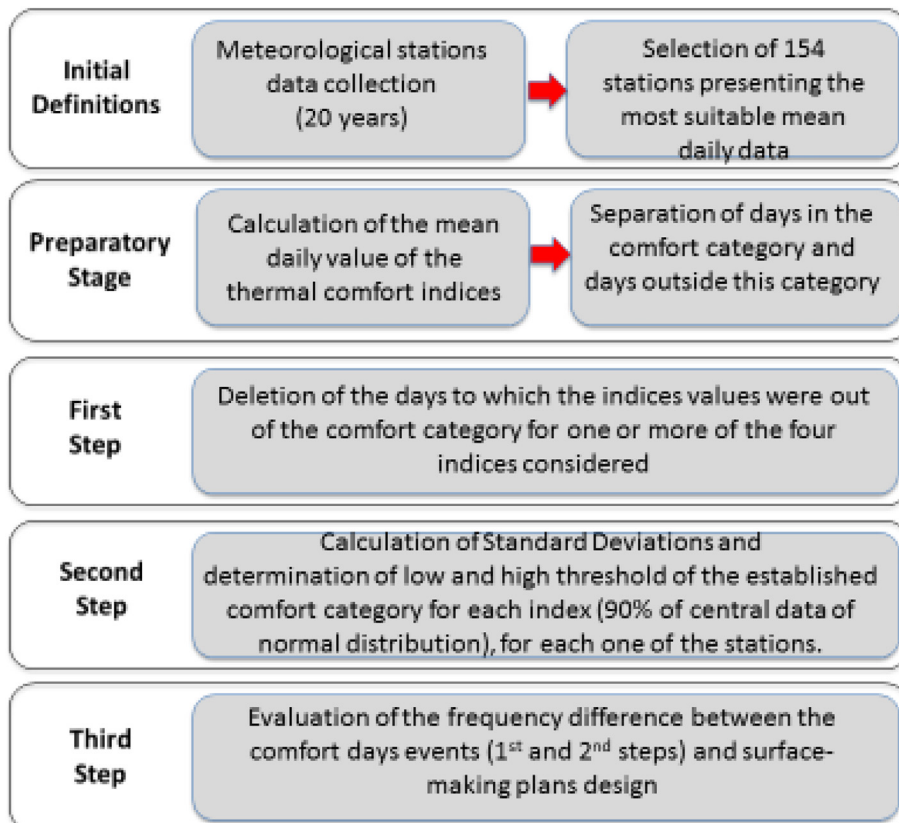 Initial
Definitions
Meteorological stations
data collection
(20 years)
Selection of 154
stations presenting the
most suitable mean
daily data
Preparatory
Stage
Calculation of the mean
daily value of the
thermal comfort indices
Separation of days in the
comfort category and
days outside this category
First
Step
Deletion of the days to which the indices values were out
of the comfort category for one or more of the four
indices considered
Second
Step
Calculation of Standard Deviations and
determination of low and high threshold of the established
comfort category for each index (90% of central data of
normal distribution), for each one of the stations.
Third
Step
Evaluation of the frequency difference between the
comfort days events (1st and 2nd steps) and surface-
making plans design